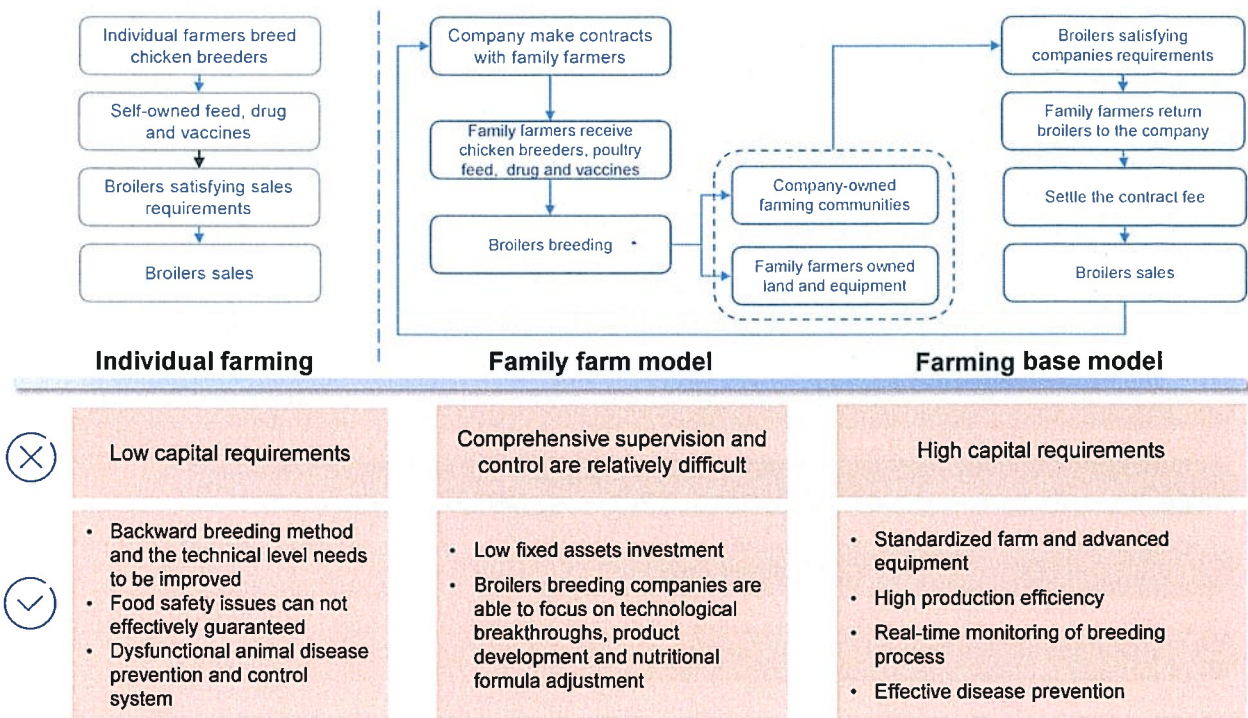 Individual farmers breed
chicken breeders
Self-owned feed, drug
and vaccines
Broilers satisfying sales
requirements
Broilers sales
Company make contracts
with family farmers
Family farmers receive
chicken breeders, poultry
feed, drug and vaccines
Broilers breeding
Company-owned
farming communities
Family farmers owned
land and equipment
Broilers satisfying
companies requirements
Family farmers return
broilers to the company
Settle the contract fee
Broilers sales
Individual farming
Family farm model
Farming base model
Low capital requirements
Comprehensive supervision and
control are relatively difficult
High capital requirements
• Backward breeding method
and the technical level needs
to be improved
• Food safety issues can not
effectively guaranteed
• Dysfunctional animal disease
prevention and control
system
• Low fixed assets investment
• Broilers breeding companies are
able to focus on technological
breakthroughs, product
development and nutritional
formula adjustment
• Standardized farm and advanced
equipment
• High production efficiency
• Real-time monitoring of breeding
process
• Effective disease prevention